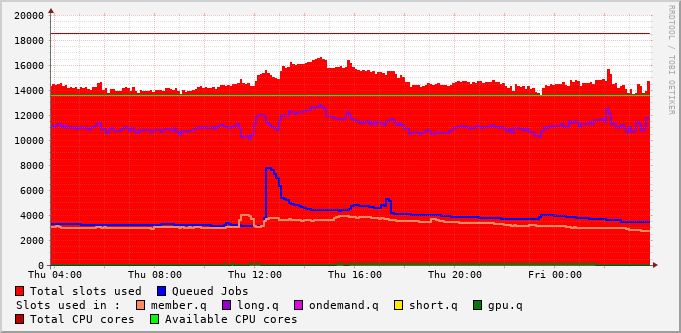 20000
18000
16000
14000
12000
10000
8000
6000
4000
2000
0
Thu 04:00 Thu 08:00 Thu 12:00 Thu 16:00 Thu 20:00 Fri 00:00
RRDTOOL / TOBI OETIKER
Total slots used Queued Jobs
Slots used in : member.q long.q ondemand.q short.q gpu.q
Total CPU cores Available CPU cores